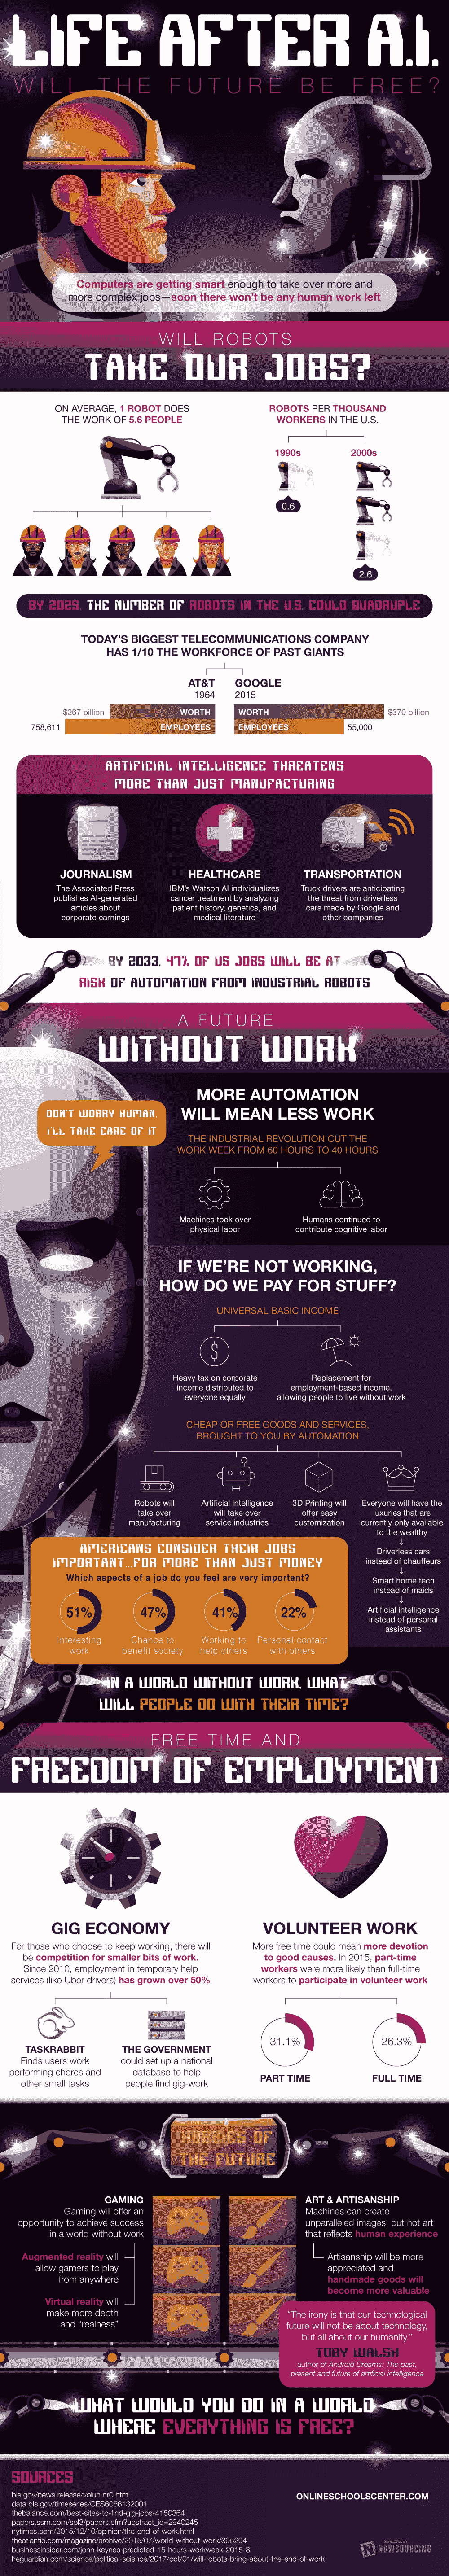 LIFE AFTER A.I.
WILL THE FUTURE BE FREE?
Computers are getting smart enough to take over more and
more complex jobs—soon there won't be any human work left
WILL ROBOTS
TAKE OUR JOBS?
ON AVERAGE, 1 ROBOT DOES
THE WORK OF 5.6 PEOPLE
ROBOTS PER THOUSAND
WORKERS IN THE U.S.
1990s
2000s
0.6
2.6
BY 2025, THE NUMBER OF ROBOTS IN THE U.S. COULD QUADRUPLE
TODAY'S BIGGEST TELECOMMUNICATIONS COMPANY
HAS 1/10 THE WORKFORCE OF PAST GIANTS
AT&T
1964
GOOGLE
2015
$267 billion
WORTH
WORTH
$370 billion
758,611
EMPLOYEES
EMPLOYEES
55,000
ARTIFICIAL INTELLIGENCE THREATENS
MORE THAN JUST MANUFACTURING
JOURNALISM
The Associated Press
publishes AI-generated
articles about
corporate earnings
HEALTHCARE
IBM's Watson AI individualizes
cancer treatment by analyzing
patient history, genetics, and
medical literature
TRANSPORTATION
Truck drivers are anticipating
the threat from driverless
cars made by Google and
other companies
BY 2033, 47% OF US JOBS WILL BE AT
RISK OF AUTOMATION FROM INDUSTRIAL ROBOTS
A FUTURE
WITHOUT WORK
DON'T WORRY HUMAN,
I'LL TAKE CARE OF IT
MORE AUTOMATION
WILL MEAN LESS WORK
THE INDUSTRIAL REVOLUTION CUT THE
WORK WEEK FROM 60 HOURS TO 40 HOURS
Machines took over
physical labor
Humans continued to
contribute cognitive labor
IF WE'RE NOT WORKING,
HOW DO WE PAY FOR STUFF?
UNIVERSAL BASIC INCOME
$
Heavy tax on corporate
income distributed to
everyone equally
Replacement for
employment-based income,
allowing people to live without work
CHEAP OR FREE GOODS AND SERVICES,
BROUGHT TO YOU BY AUTOMATION
Robots will
take over
manufacturing
Artificial intelligence
will take over
service industries
3D Printing will
offer easy
customization
Everyone will have the
luxuries that are
currently only available
to the wealthy
Driverless cars
instead of chauffeurs
Smart home tech
instead of maids
Artificial intelligence
instead of personal
assistants
AMERICANS CONSIDER THEIR JOBS
IMPORTANT...FOR MORE THAN JUST MONEY
Which aspects of a job do you feel are very important?
51%
47%
41%
22%
Interesting
work
Chance to
benefit society
Working to
help others
Personal contact
with others
IN A WORLD WITHOUT WORK, WHAT
WILL PEOPLE DO WITH THEIR TIME?
FREE TIME AND
FREEDOM OF EMPLOYMENT
GIG ECONOMY
For those who choose to keep working, there will
be competition for smaller bits of work.
Since 2010, employment in temporary help
services (like Uber drivers) has grown over 50%
TASKRABBIT
Finds users work
performing chores and
other small tasks
THE GOVERNMENT
could set up a national
database to help
people find gig-work
VOLUNTEER WORK
More free time could mean more devotion
to good causes. In 2015, part-time
workers were more likely than full-time
workers to participate in volunteer work
31.1%
26.3%
PART TIME
FULL TIME
HOBBIES OF
THE FUTURE
GAMING
Gaming will offer an
opportunity to achieve success
in a world without work
Augmented reality will
allow gamers to play
from anywhere
Virtual reality will
make more depth
and "realness"
ART & ARTISANSHIP
Machines can create
unparalleled images, but not art
that reflects human experience
Artisanship will be more
appreciated and
handmade goods will
become more valuable
"The irony is that our technological
future will not be about technology,
but all about our humanity."
TOBY WALSH
author of Androids Dreams: The past,
present and future of artificial intelligence
WHAT WOULD YOU DO IN A WORLD
WHERE EVERYTHING IS FREE?
SOURCES
bls.gov/news.release/volun.nr0.htm
data.bls.gov/timeseries/CES6056132001
thebalance.com/best-sites-to-find-gig-jobs-4150364
papers.ssrn.com/sol3/papers.cfm?abstract_id=2940245
nytimes.com/2015/12/10/opinion/the-end-of-work.html
theatlantic.com/magazine/archive/2015/07/world-without-work/395294
businessinsider.com/john-keynes-predicted-15-hours-workweek-2015-8
heguardian.com/science/political-science/2017/oct/01/will-robots-bring-about-the-end-of-work
ONLINESCHOOLSCENTER.COM
DEVELOPED BY
N NOWSOURCING